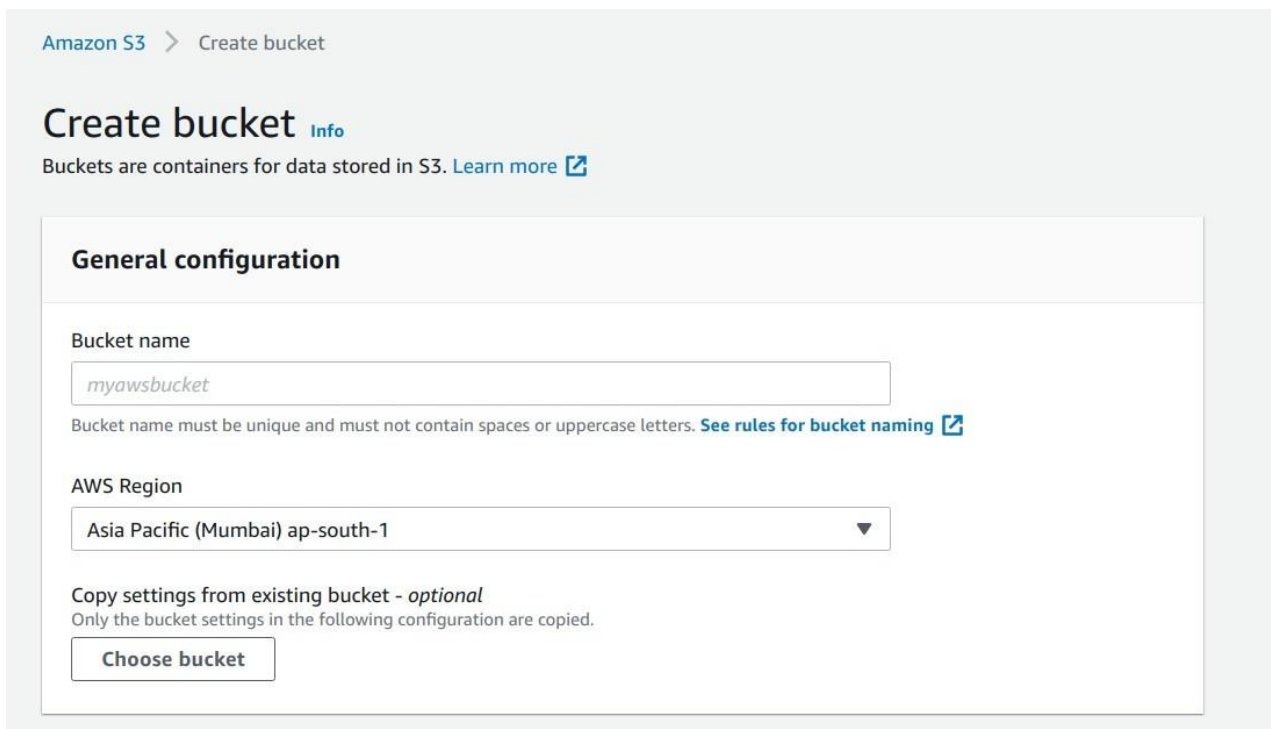 Amazon S3 > Create bucket
Create bucket Info
Buckets are containers for data stored in S3. Learn more
General configuration
Bucket name
myawsbucket
Bucket name must be unique and must not contain spaces or uppercase letters. See rules for bucket naming
AWS Region
Asia Pacific (Mumbai) ap-south-1
Copy settings from existing bucket - optional
Only the bucket settings in the following configuration are copied.
Choose bucket